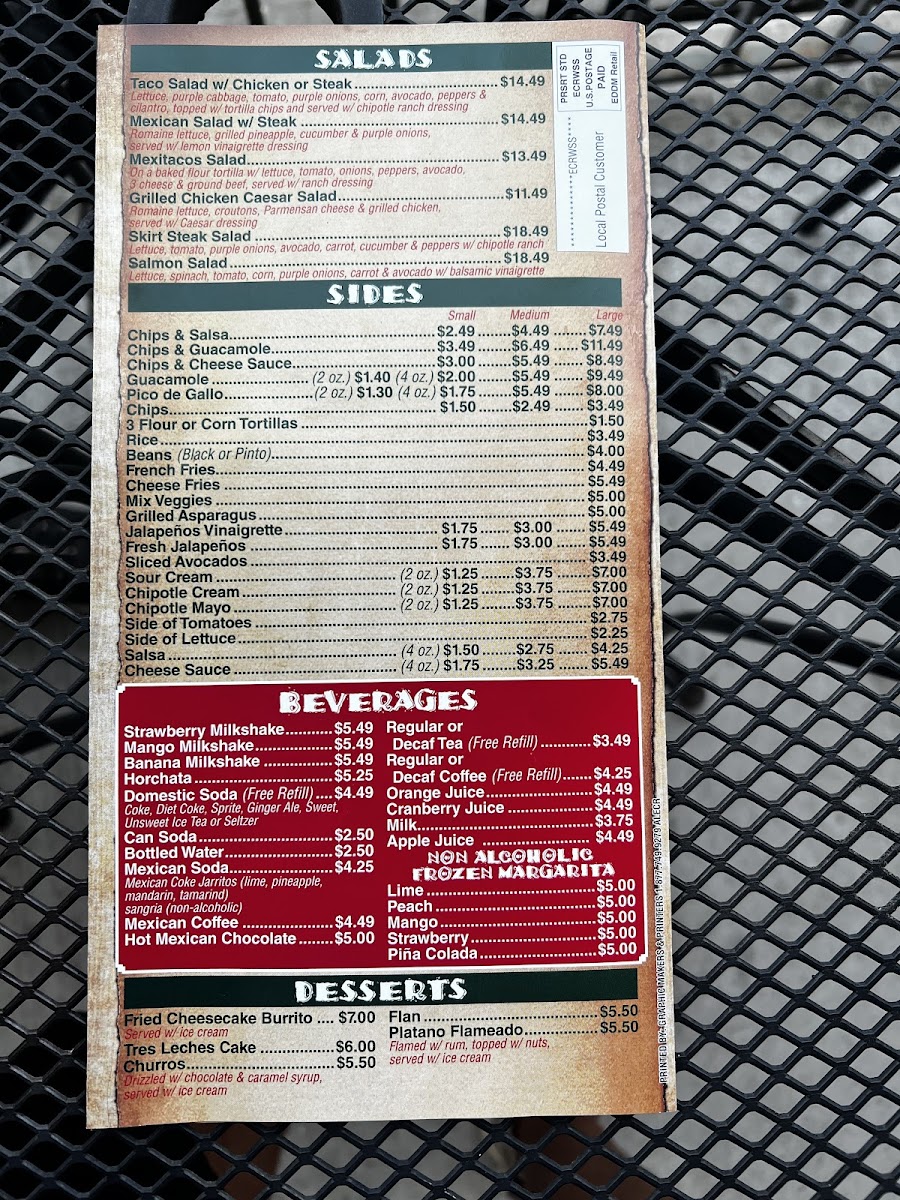 SALADS
Taco Salad w/ Chicken or Steak $14.49
Lettuce, purple cabbage, tomato, purple onions, corn, avocado, peppers &
cilantro, topped w/ tortilla chips and served w/ chipotle ranch dressing
Mexican Salad w/ Steak $14.49
Romaine lettuce, grilled pineapple, cucumber & purple onions,
served w/ lemon vinaigrette dressing
Mexitacos Salad $13.49
On a baked flour tortilla w/ lettuce, tomato, onions, peppers, avocado,
3 cheese & ground beef, served w/ ranch dressing
Grilled Chicken Caesar Salad $11.49
Romaine lettuce, croutons, Parmensan cheese & grilled chicken,
served w/ Caesar dressing
Skirt Steak Salad $18.49
Lettuce, tomato, purple onions, avocado, carrot, cucumber & peppers w/ chipotle ranch
Salmon Salad $18.49
Lettuce, spinach, tomato, corn, purple onions, carrot & avocado w/ balsamic vinaigrette
PRSRT STD
ECRWSS
U.S.POSTAGE
PAID
EDDM Retail
**************ECRWSS****
Local Postal Customer
SIDES
Small Medium Large
Chips & Salsa $2.49 $4.49 $7.49
Chips & Guacamole $3.49 $6.49 $11.49
Chips & Cheese Sauce $3.00 $5.49 $8.49
Guacamole (2 oz.) $1.40 (4 oz.) $2.00 $5.49 $9.49
Pico de Gallo (2 oz.) $1.30 (4 oz.) $1.75 $5.49 $8.00
Chips $1.50 $2.49 $3.49
3 Flour or Corn Tortillas $1.50
Rice $3.49
Beans (Black or Pinto) $4.00
French Fries $4.49
Cheese Fries $5.49
Mix Veggies $5.00
Grilled Asparagus $5.00
Jalapeños Vinaigrette $1.75 $3.00 $5.49
Fresh Jalapeños $1.75 $3.00 $5.49
Sliced Avocados $3.49
Sour Cream (2 oz.) $1.25 $3.75 $7.00
Chipotle Cream (2 oz.) $1.25 $3.75 $7.00
Chipotle Mayo (2 oz.) $1.25 $3.75 $7.00
Side of Tomatoes $2.75
Side of Lettuce $2.25
Salsa (4 oz.) $1.50 $2.75 $4.25
Cheese Sauce (4 oz.) $1.75 $3.25 $5.49
BEVERAGES
Strawberry Milkshake $5.49
Mango Milkshake $5.49
Banana Milkshake $5.49
Horchata $5.25
Domestic Soda (Free Refill) $4.49
Coke, Diet Coke, Sprite, Ginger Ale, Sweet,
Unsweet Ice Tea or Seltzer
Can Soda $2.50
Bottled Water $2.50
Mexican Soda $4.25
Mexican Coke Jarritos (lime, pineapple,
mandarin, tamarind)
sangria (non-alcoholic)
Mexican Coffee $4.49
Hot Mexican Chocolate $5.00
Regular or
Decaf Tea (Free Refill) $3.49
Regular or
Decaf Coffee (Free Refill) $4.25
Orange Juice $4.49
Cranberry Juice $4.49
Milk $3.75
Apple Juice $4.49
NON ALCOHOLIC
FROZEN MARGARITA
Lime $5.00
Peach $5.00
Mango $5.00
Strawberry $5.00
Piña Colada $5.00
DESSERTS
Fried Cheesecake Burrito $7.00
Served w/ ice cream
Tres Leches Cake $6.00
Churros $5.50
Drizzled w/ chocolate & caramel syrup,
served w/ ice cream
Flan $5.50
Platano Flameado $5.50
Flamed w/ rum, topped w/ nuts,
served w/ ice cream
PRINTED BY: GRAPHIC MAKERS & PRINTERS 1-877-749-9279 ALECR